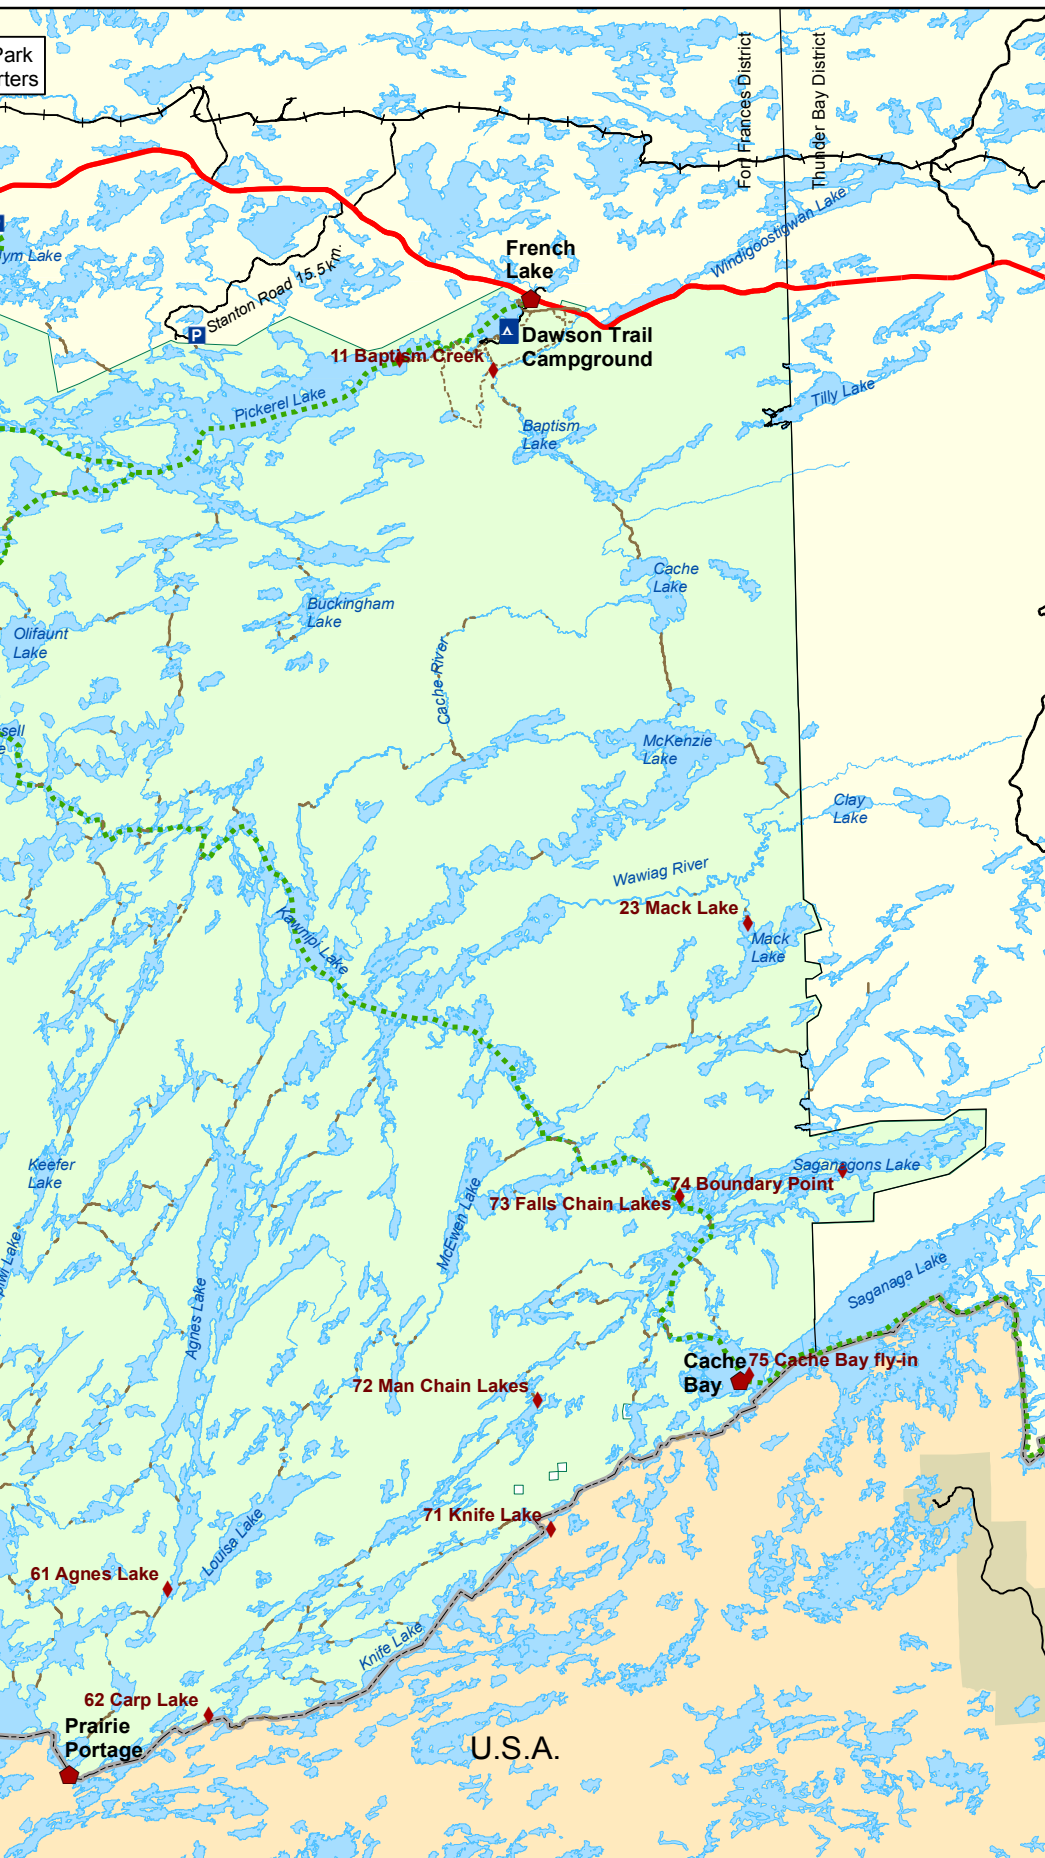 Park
rters
Fort Frances District
Thunder Bay District
Windigoostigwan Lake
French
Lake
ym Lake
Stanton Road 15.5km.
P
Dawson Trail
Campground
11 Baptism Creek
Pickerel Lake
Tilly Lake
Baptism
Lake
Cache
Lake
Buckingham
Lake
Olifaunt
Lake
Cache River
sell
McKenzie
Lake
Clay
Lake
Wawiag River
23 Mack Lake
Mack
Lake
Kawnipi Lake
Keefer
Lake
Saganagons Lake
74 Boundary Point
73 Falls Chain Lakes
McEwen Lake
Agnes Lake
Saganaga Lake
Cache
Bay
75 Cache Bay fly-in
72 Man Chain Lakes
71 Knife Lake
Louisa Lake
61 Agnes Lake
Knife Lake
62 Carp Lake
Prairie
Portage
U.S.A.